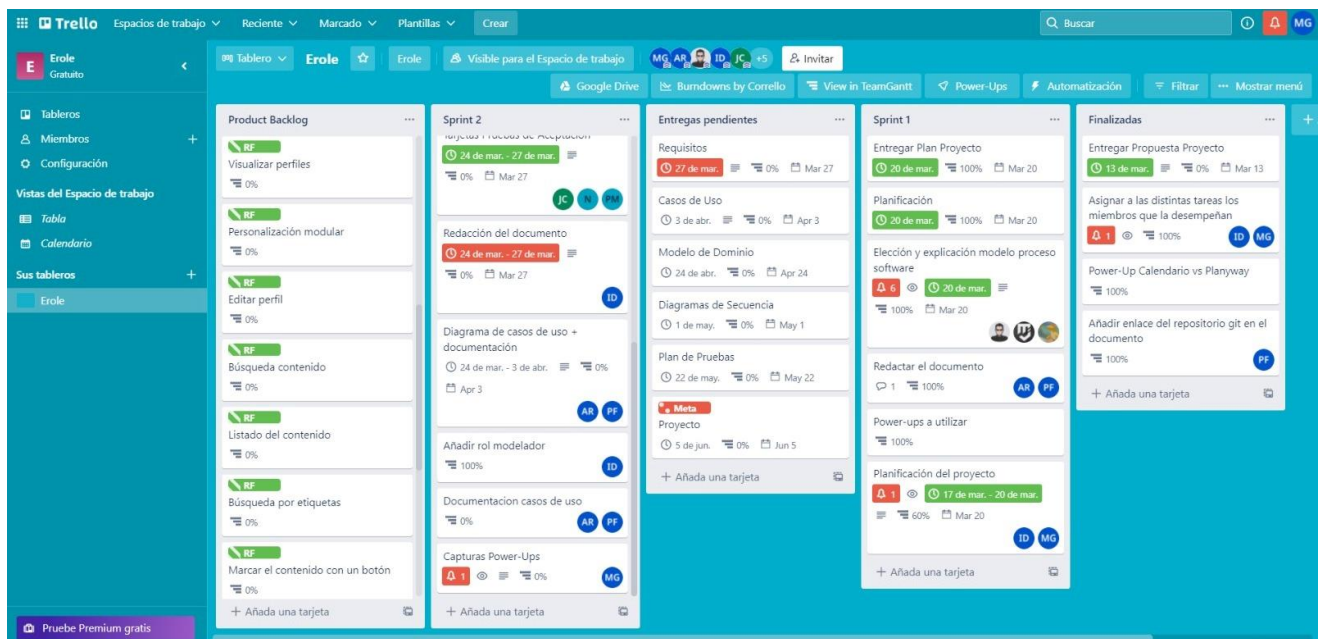 Trello
Espacios de trabajo
Reciente
Marcado
Plantillas
Crear
Buscar
MG
E
Erole
Gratuito
Tableros
Miembros
Configuración
Vistas del Espacio de trabajo
Tabla
Calendario
Sus tableros
Erole
Pruebe Premium gratis
Tablero
Erole
Erole
Visible para el Espacio de trabajo
MG AR ID JC +5
Invitar
Google Drive
Burndowns by Corrello
View in TeamGantt
Power-Ups
Automatización
Filtrar
Mostrar menú
Product Backlog
RF
Visualizar perfiles
0%
RF
Personalización modular
0%
RF
Editar perfil
0%
RF
Búsqueda contenido
0%
RF
Listado del contenido
0%
RF
Búsqueda por etiquetas
0%
RF
Marcar el contenido con un botón
0%
+ Añada una tarjeta
Sprint 2
Tarjetas Pruebas de Aceptación
24 de mar. - 27 de mar.
0% Mar 27
JC N PM
Redacción del documento
24 de mar. - 27 de mar.
0% Mar 27
ID
Diagrama de casos de uso +
documentación
24 de mar. - 3 de abr. 0%
Apr 3
AR PF
Añadir rol modelador
100%
ID
Documentacion casos de uso
0%
AR PF
Capturas Power-Ups
1 0%
MG
+ Añada una tarjeta
Entregas pendientes
Requisitos
27 de mar. 0% Mar 27
Casos de Uso
3 de abr. 0% Apr 3
Modelo de Dominio
24 de abr. 0% Apr 24
Diagramas de Secuencia
1 de may. 0% May 1
Plan de Pruebas
22 de may. 0% May 22
Meta
Proyecto
5 de jun. 0% Jun 5
+ Añada una tarjeta
Sprint 1
Entregar Plan Proyecto
20 de mar. 100% Mar 20
Planificación
20 de mar. 100% Mar 20
Elección y explicación modelo proceso
software
6 20 de mar.
100% Mar 20
Redactar el documento
1 100%
AR PF
Power-ups a utilizar
100%
Planificación del proyecto
1 17 de mar. - 20 de mar.
60% Mar 20
ID MG
+ Añada una tarjeta
Finalizadas
Entregar Propuesta Proyecto
13 de mar. 0% Mar 13
Asignar a las distintas tareas los
miembros que la desempeñan
1 100%
ID MG
Power-Up Calendario vs Planyway
100%
Añadir enlace del repositorio git en el
documento
100%
PF
+ Añada una tarjeta